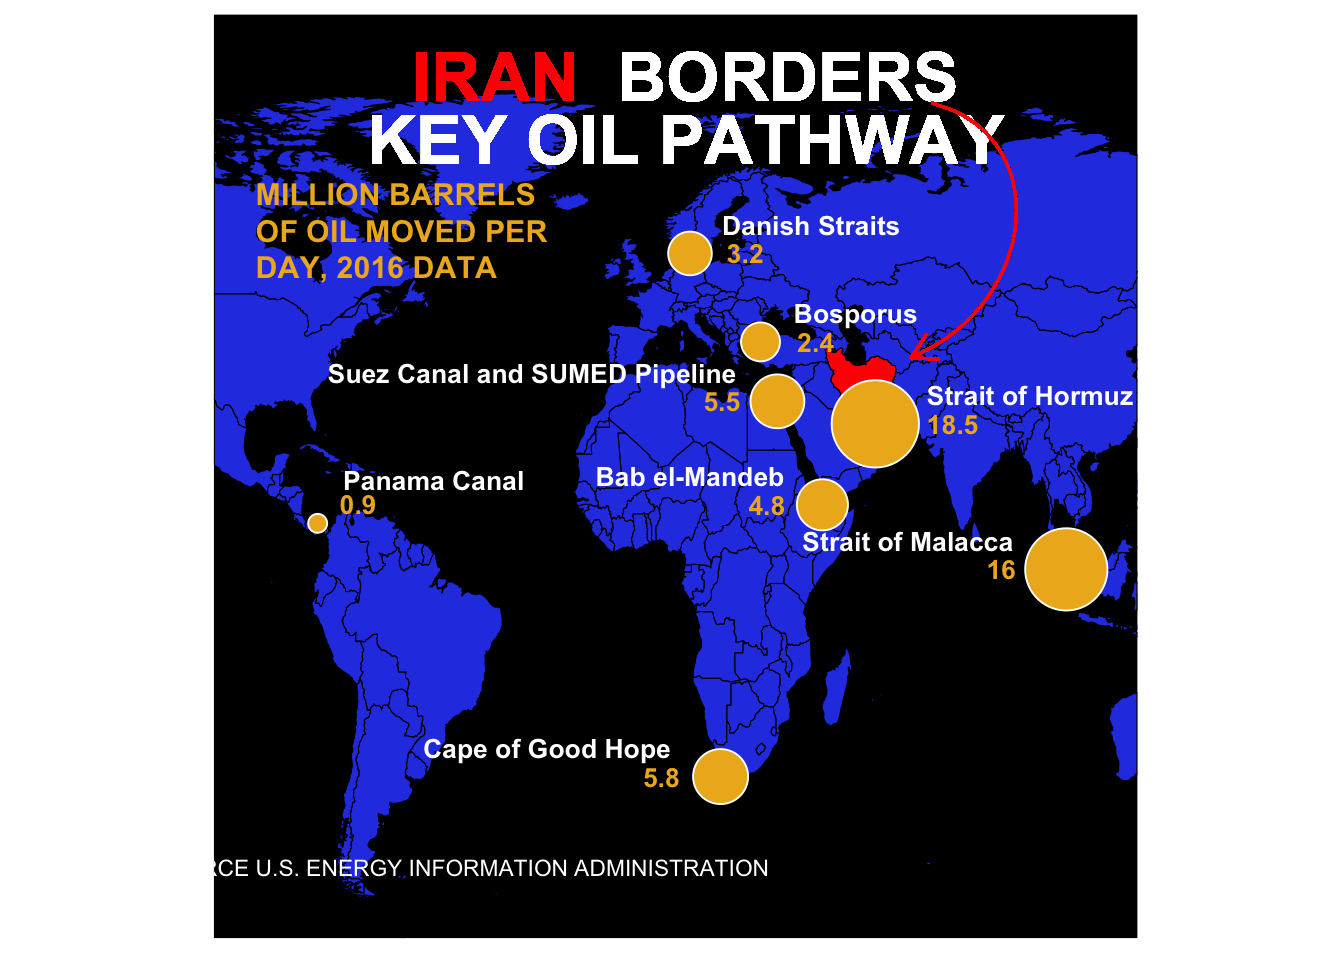 IRAN BORDERS
KEY OIL PATHWAY
MILLION BARRELS
OF OIL MOVED PER
DAY, 2016 DATA
Danish Straits
3.2
Bosporus
2.4
Suez Canal and SUMED Pipeline
5.5
Strait of Hormuz
18.5
Panama Canal
0.9
Bab el-Mandeb
4.8
Strait of Malacca
16
Cape of Good Hope
5.8
U.S. ENERGY INFORMATION ADMINISTRATION